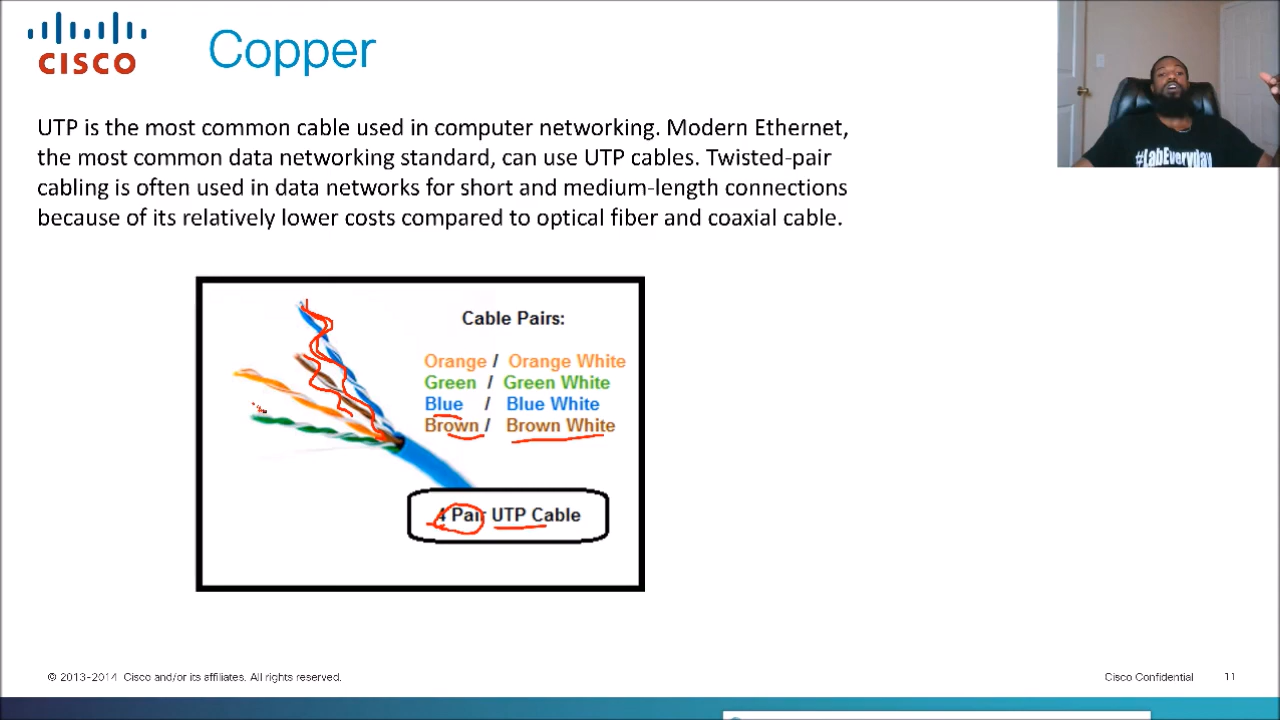 CISCO
Copper
#LabEveryday
UTP is the most common cable used in computer networking. Modern Ethernet,
the most common data networking standard, can use UTP cables. Twisted-pair
cabling is often used in data networks for short and medium-length connections
because of its relatively lower costs compared to optical fiber and coaxial cable.
Cable Pairs:
Orange / Orange White
Green / Green White
Blue / Blue White
Brown / Brown White
4 Pair UTP Cable
© 2013-2014 Cisco and/or its affiliates. All rights reserved.
Cisco Confidential 11